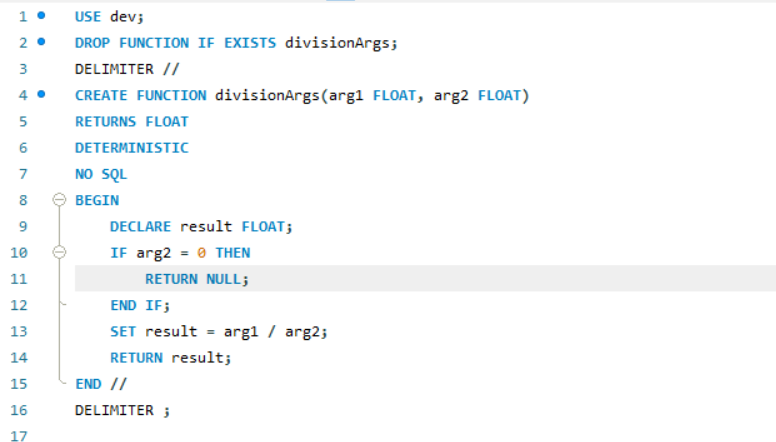 1 USE dev;
2 DROP FUNCTION IF EXISTS divisionArgs;
3 DELIMITER //
4 CREATE FUNCTION divisionArgs(arg1 FLOAT, arg2 FLOAT)
5 RETURNS FLOAT
6 DETERMINISTIC
7 NO SQL
8 BEGIN
9 DECLARE result FLOAT;
10 IF arg2 = 0 THEN
11 RETURN NULL;
12 END IF;
13 SET result = arg1 / arg2;
14 RETURN result;
15 END //
16 DELIMITER ;
17